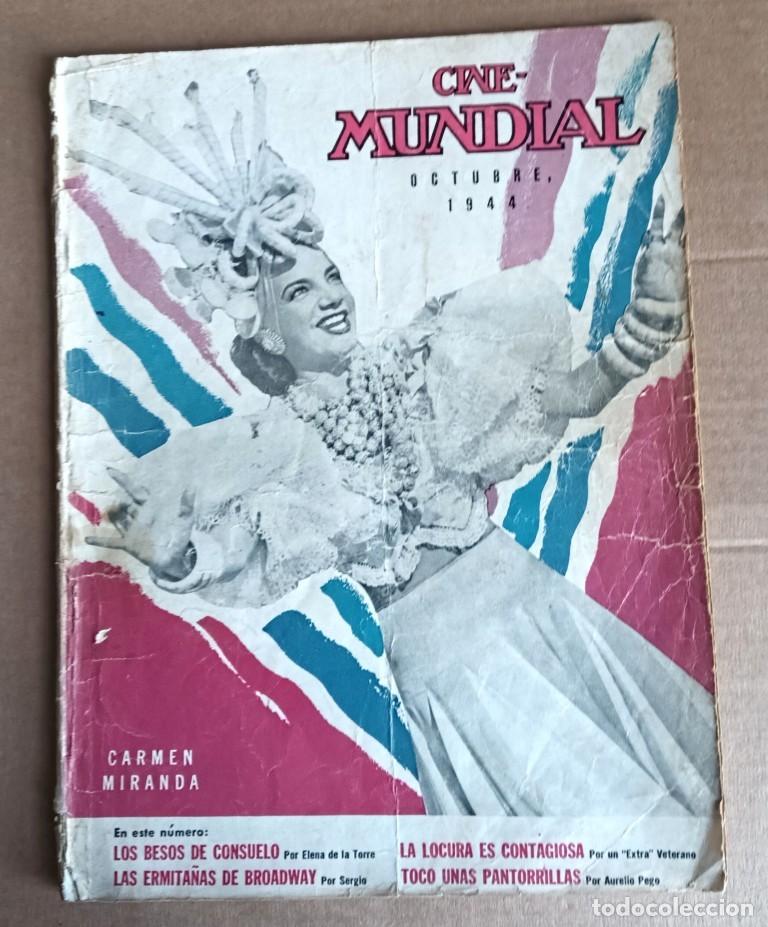 CINE-
MUNDIAL
OCTUBRE,
1944
CARMEN
MIRANDA
En este número:
LOS BESOS DE CONSUELO Por Elena de la Torre
LAS ERMITAÑAS DE BROADWAY Por Sergio
LA LOCURA ES CONTAGIOSA Por un "Extra" Veterano
TOCO UNAS PANTORRILLAS Por Aurelio Pego
todocoleccion